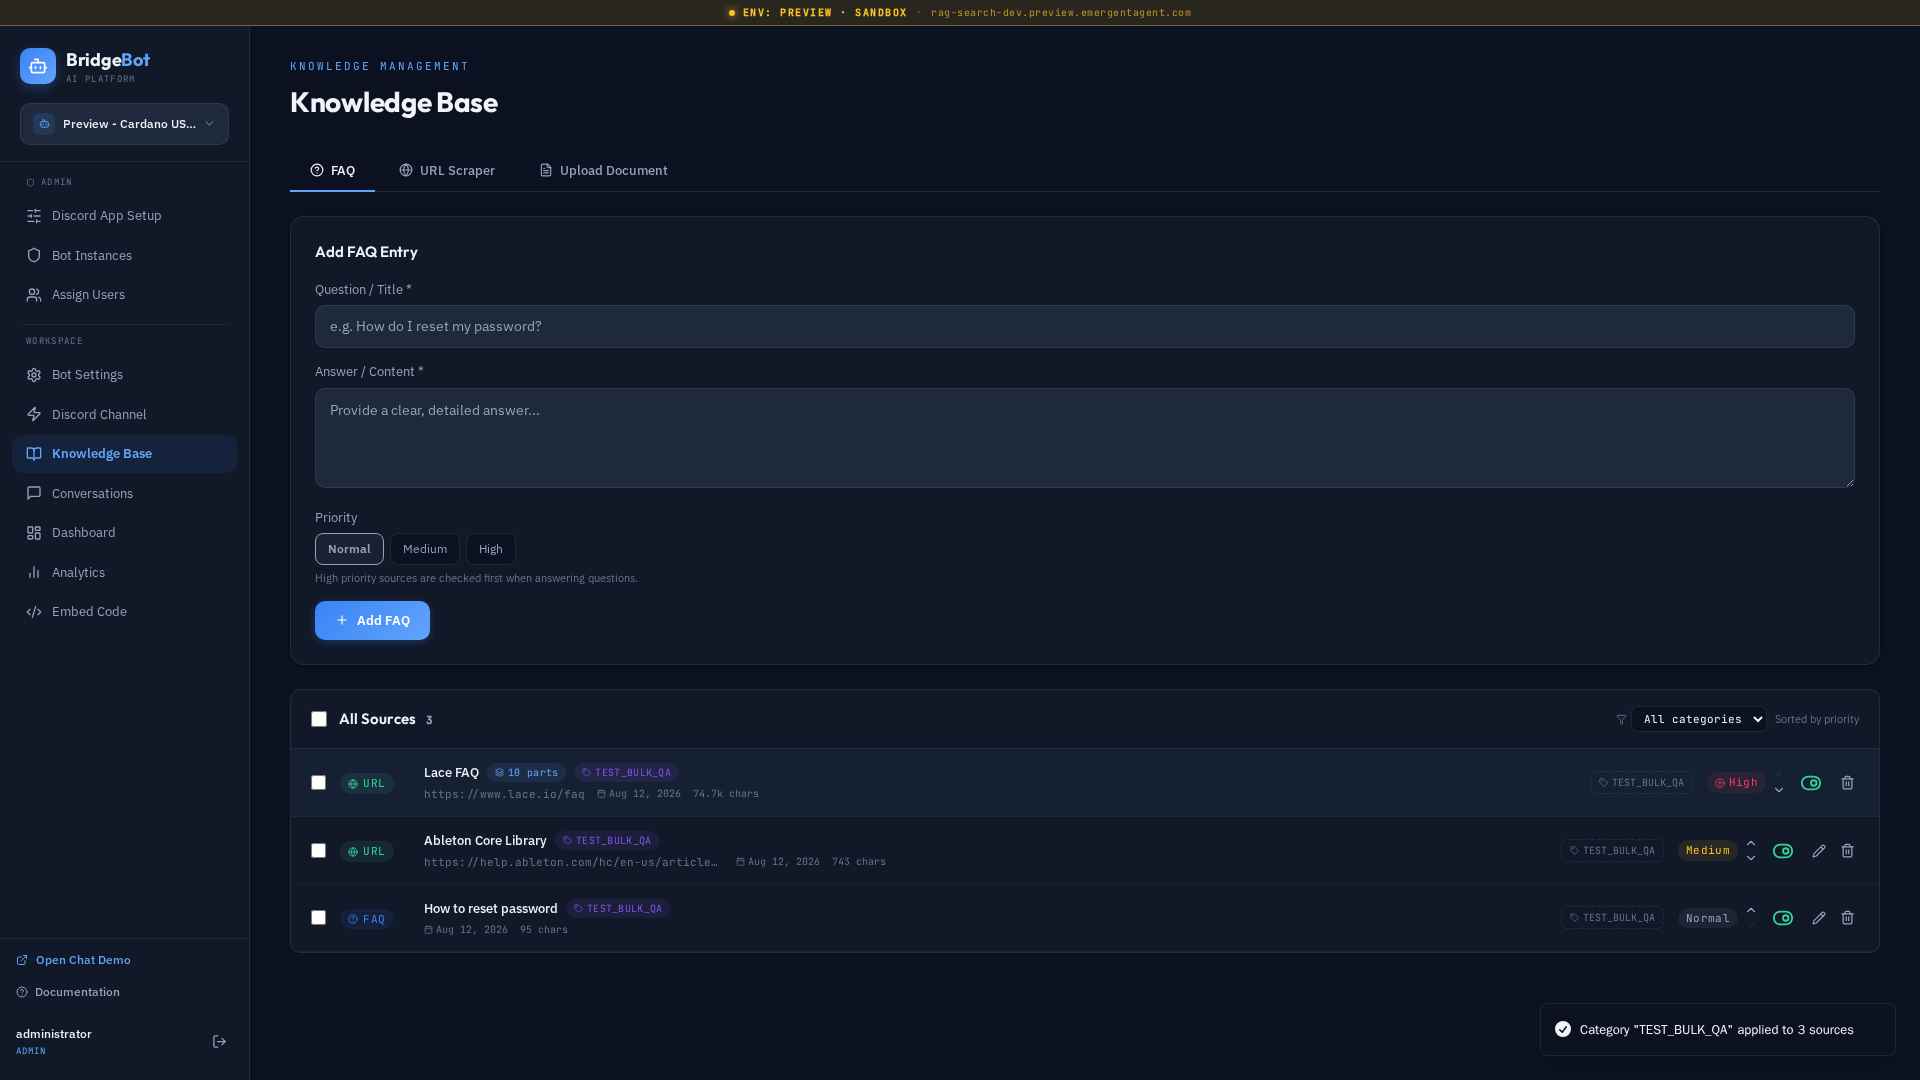 ENV: PREVIEW · SANDBOX · rag-search-dev.preview.emergentagent.com
BridgeBot
AI PLATFORM
Preview - Cardano US...
ADMIN
Discord App Setup
Bot Instances
Assign Users
WORKSPACE
Bot Settings
Discord Channel
Knowledge Base
Conversations
Dashboard
Analytics
Embed Code
Open Chat Demo
Documentation
administrator
ADMIN
KNOWLEDGE MANAGEMENT
Knowledge Base
FAQ URL Scraper Upload Document
Add FAQ Entry
Question / Title *
e.g. How do I reset my password?
Answer / Content *
Provide a clear, detailed answer...
Priority
Normal Medium High
High priority sources are checked first when answering questions.
Add FAQ
All Sources 3 All categories Sorted by priority
URL Lace FAQ 10 parts TEST_BULK_QA TEST_BULK_QA High
https://www.lace.io/faq Aug 12, 2026 74.7k chars
URL Ableton Core Library TEST_BULK_QA TEST_BULK_QA Medium
https://help.ableton.com/hc/en-us/article… Aug 12, 2026 743 chars
FAQ How to reset password TEST_BULK_QA TEST_BULK_QA Normal
Aug 12, 2026 95 chars
Category "TEST_BULK_QA" applied to 3 sources